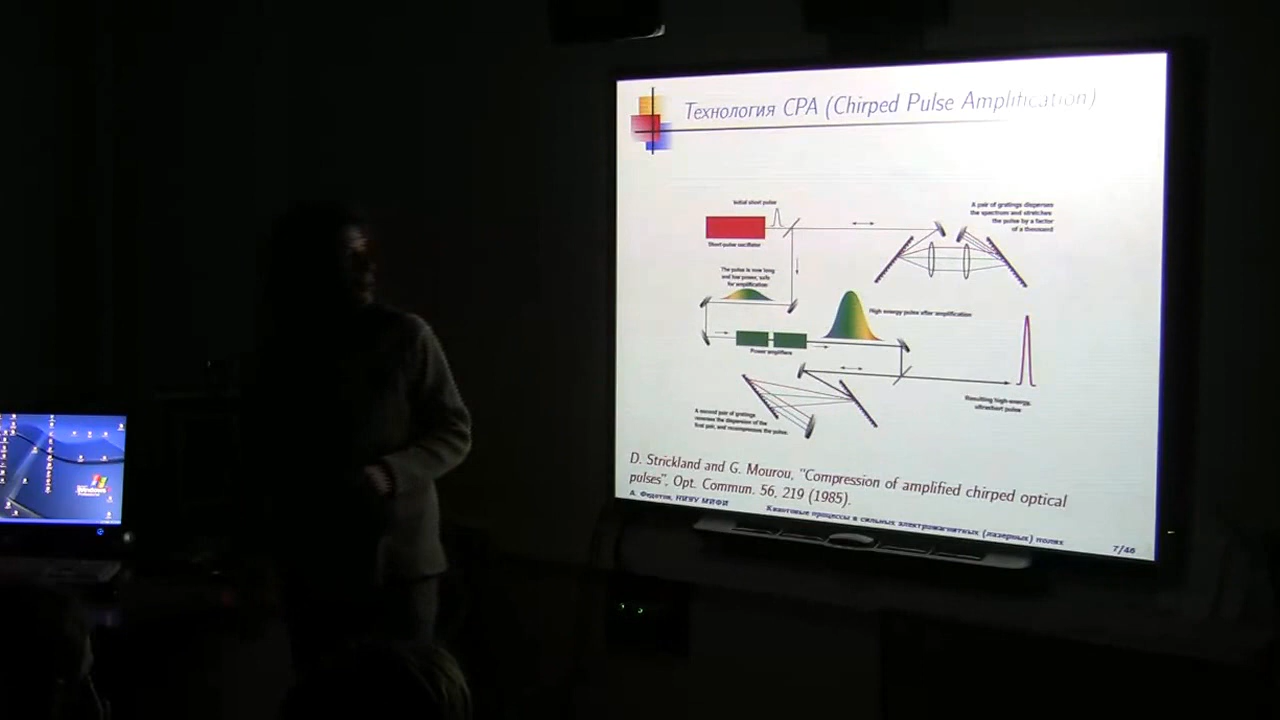 Технология CPA (Chirped Pulse Amplification)
Initial short pulse
Short-pulse oscillator
A pair of gratings disperses
the spectrum and stretches
the pulse by a factor
of a thousand
The pulse is now long
and low power, safe
for amplification
High energy pulse after amplification
Power amplifiers
A second pair of gratings
reverses the dispersion of the
first pair, and recompresses the pulse.
Resulting high-energy,
ultrashort pulse
D. Strickland and G. Mourou, "Compression of amplified chirped optical
pulses", Opt. Commun. 56, 219 (1985).
А. Федотов, НИЯУ МИФИ Квантовые процессы в сильных электромагнитных (лазерных) полях 7/46
Windows